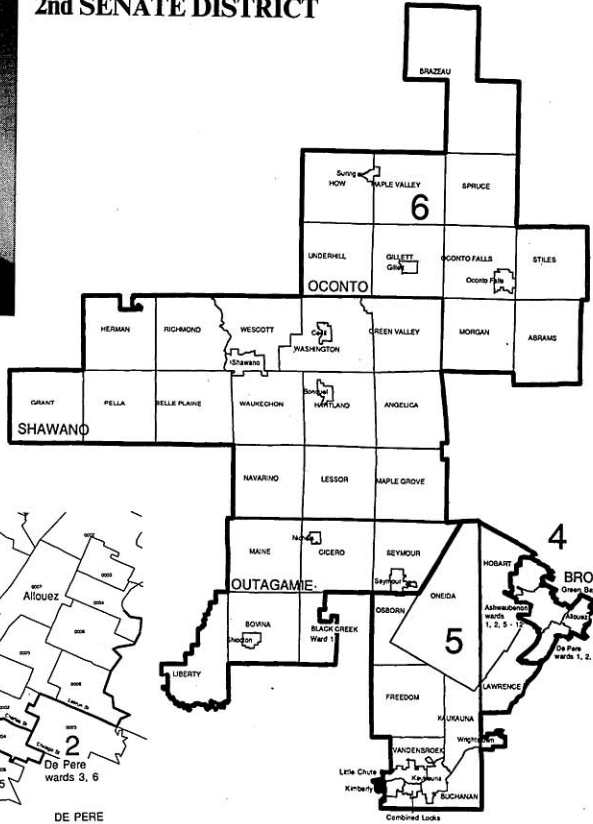 2nd SENATE DISTRICT
BRAZEAU
Suring
HOW
MAPLE VALLEY
SPRUCE
6
UNDERHILL
GILLETT
OCONTO FALLS
STILES
Oconto Falls
OCONTO
HERMAN
RICHMOND
WESCOTT
Cecil
GREEN VALLEY
MORGAN
ABRAMS
WASHINGTON
Shawano
GRANT
PELLA
BELLE PLAINE
WAUKECHON
Bonduel
HARTLAND
ANGELICA
SHAWANO
NAVARINO
LESSOR
MAPLE GROVE
MAINE
CICERO
SEYMOUR
HOBART
4
Seymour
OUTAGAMIE
ONEIDA
BRO
Green Ba
OSBORN
Ashwaubenon
wards
1, 2, 5 - 12
Allouez
BOVINA
BLACK CREEK
Ward 1
Shiocton
5
De Pere
wards 1, 2,
LIBERTY
FREEDOM
LAWRENCE
KAUKAUNA
Wrightstown
VANDENBROEK
Little Chute
Kaukauna
Kimberly
BUCHANAN
Combined Locks
0007
Allouez
2
De Pere
wards 3, 6
DE PERE